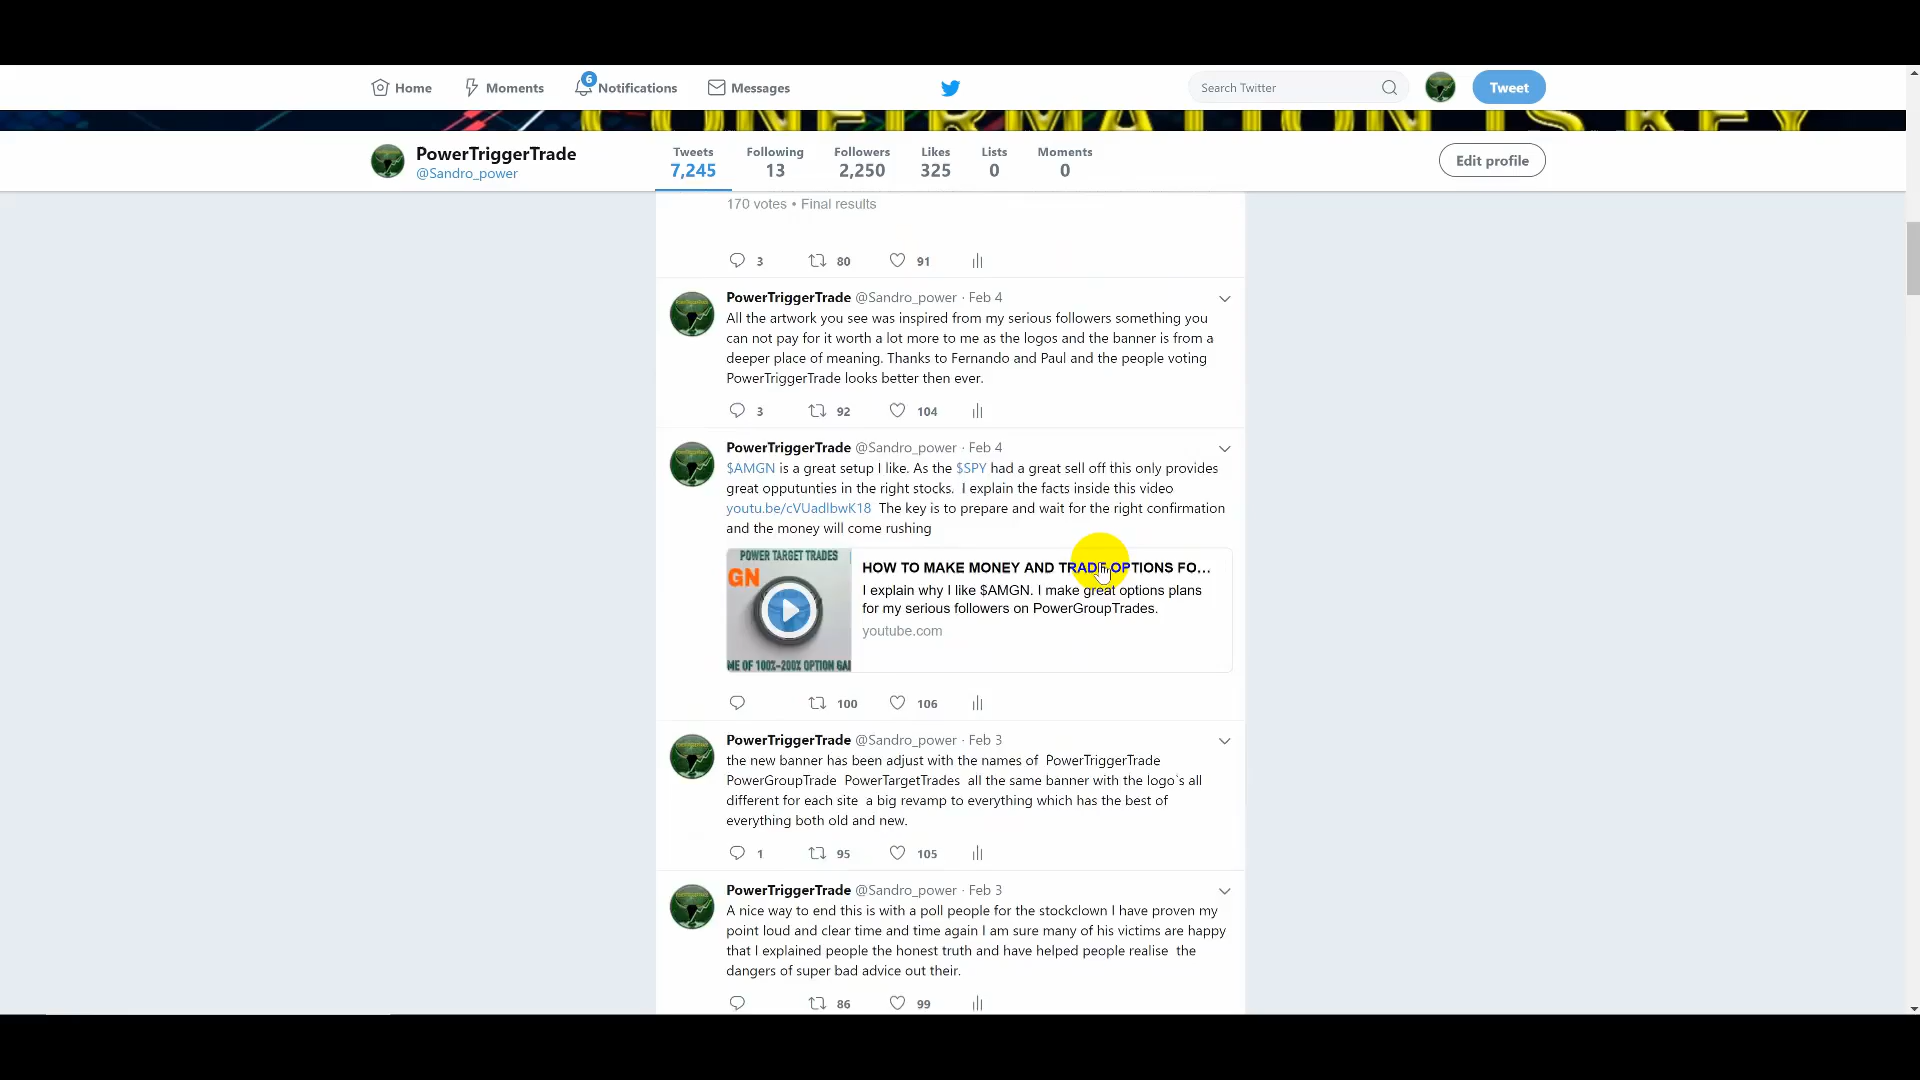 Home
Moments
6
Notifications
Messages
Search Twitter
Tweet
CONFIRMATION IS KEY
PowerTriggerTrade
@Sandro_power
Tweets
7,245
Following
13
Followers
2,250
Likes
325
Lists
0
Moments
0
Edit profile
170 votes • Final results
3 80 91
PowerTriggerTrade @Sandro_power · Feb 4
All the artwork you see was inspired from my serious followers something you
can not pay for it worth a lot more to me as the logos and the banner is from a
deeper place of meaning. Thanks to Fernando and Paul and the people voting
PowerTriggerTrade looks better then ever.
3 92 104
PowerTriggerTrade @Sandro_power · Feb 4
$AMGN is a great setup I like. As the $SPY had a great sell off this only provides
great opputunties in the right stocks.  I explain the facts inside this video
youtu.be/cVUadlbwK18  The key is to prepare and wait for the right confirmation
and the money will come rushing
POWER TARGET TRADES
GN
ME OF 100%-200% OPTION GAI
HOW TO MAKE MONEY AND TRADE OPTIONS FO...
I explain why I like $AMGN. I make great options plans
for my serious followers on PowerGroupTrades.
youtube.com
100 106
PowerTriggerTrade @Sandro_power · Feb 3
the new banner has been adjust with the names of  PowerTriggerTrade
PowerGroupTrade  PowerTargetTrades  all the same banner with the logo`s all
different for each site  a big revamp to everything which has the best of
everything both old and new.
1 95 105
PowerTriggerTrade @Sandro_power · Feb 3
A nice way to end this is with a poll people for the stockclown I have proven my
point loud and clear time and time again I am sure many of his victims are happy
that I explained people the honest truth and have helped people realise  the
dangers of super bad advice out their.
86 99